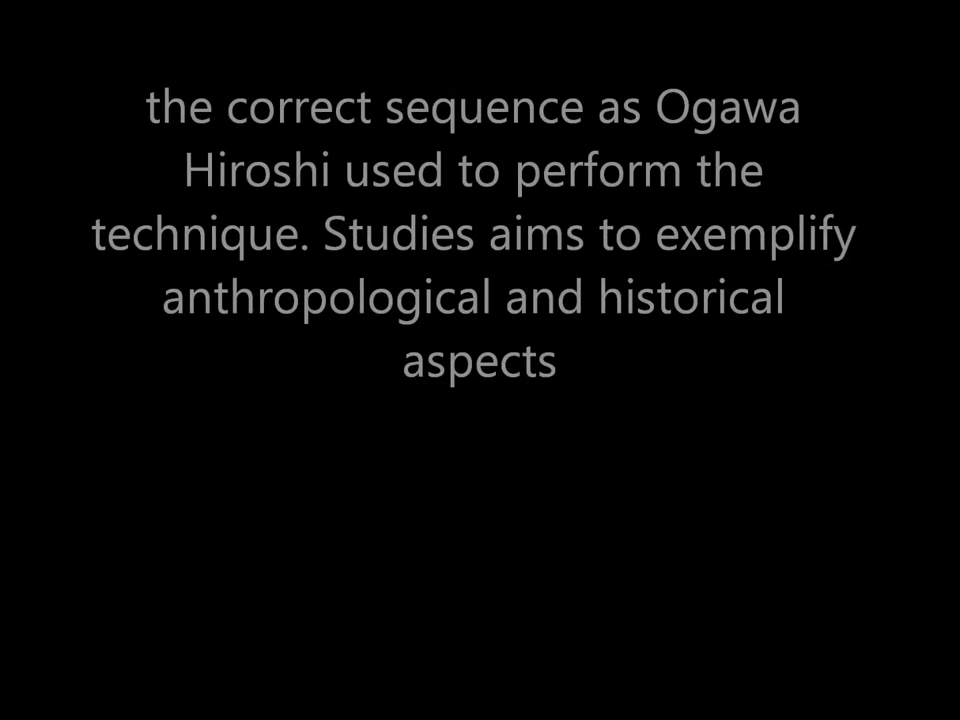 the correct sequence as Ogawa
Hiroshi used to perform the
technique. Studies aims to exemplify
anthropological and historical
aspects